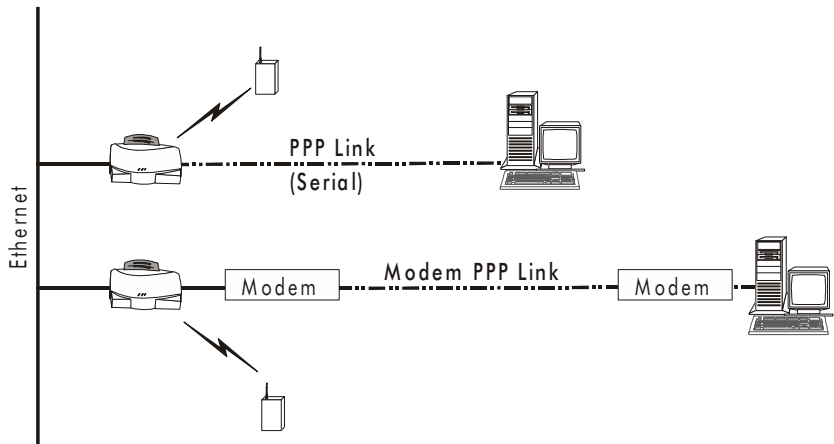 PPP Link
(Serial)
Ethernet
Modem
Modem PPP Link
Modem